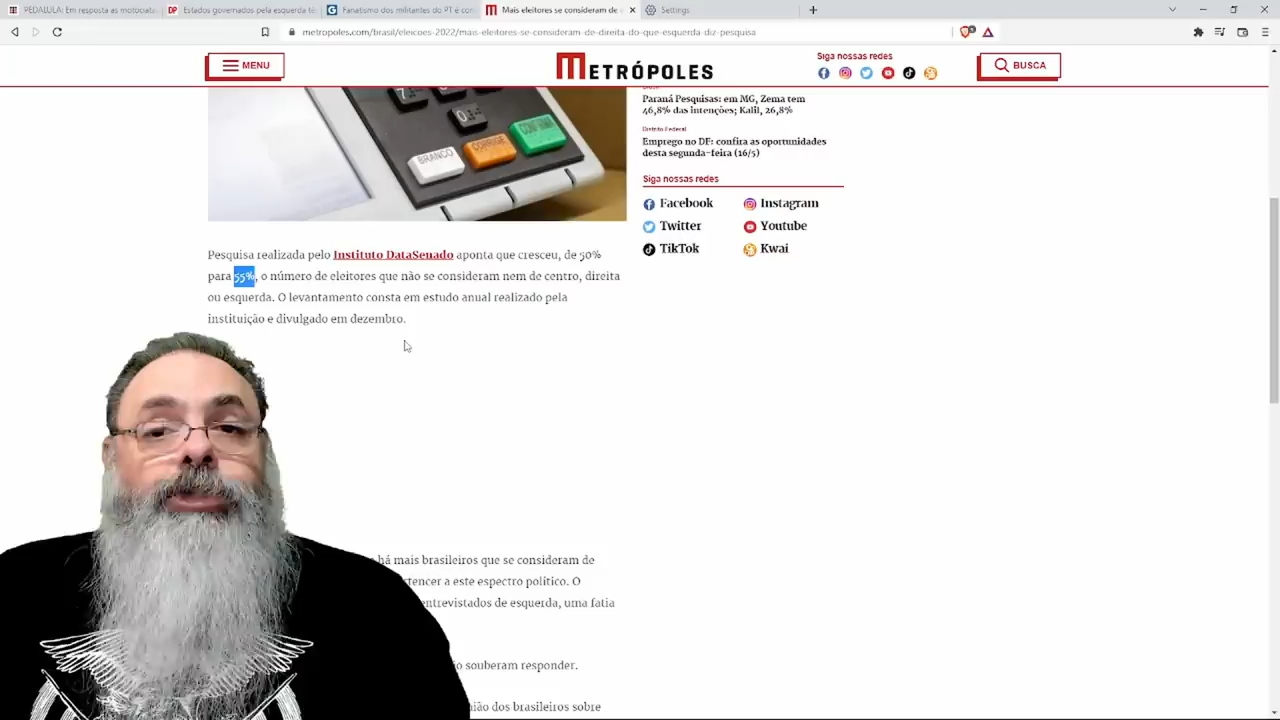 PEDALULA: Em resposta as motociata
Estados governados pela esquerda tê
Fanatismo dos militantes do PT é con
Mais eleitores se consideram de
Settings
metropoles.com/brasil/eleicoes-2022/mais-eleitores-se-consideram-de-direita-do-que-esquerda-diz-pesquisa
MENU
METRÓPOLES
Siga nossas redes
BUSCA
Paraná Pesquisas: em MG, Zema tem
46,8% das intenções; Kalil, 26,8%
Distrito Federal
Emprego no DF: confira as oportunidades
desta segunda-feira (16/5)
Siga nossas redes
Facebook
Instagram
Twitter
Youtube
TikTok
Kwai
7
0
BRANCO
CORRIGE
CONFIRMA
Pesquisa realizada pelo Instituto DataSenado aponta que cresceu, de 50%
para 55%, o número de eleitores que não se consideram nem de centro, direita
ou esquerda. O levantamento consta em estudo anual realizado pela
instituição e divulgado em dezembro.
há mais brasileiros que se consideram de
rtencer a este espectro político. O
entrevistados de esquerda, uma fatia
o souberam responder.
nião dos brasileiros sobre